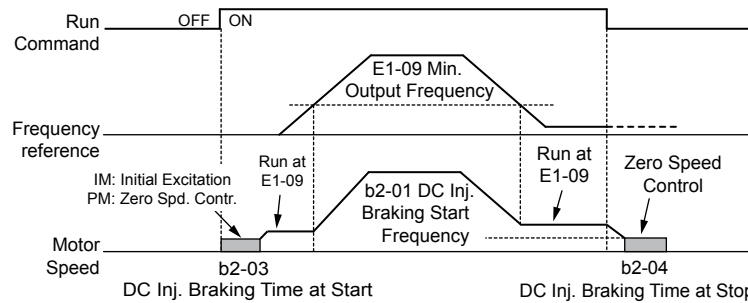 Run
Command
OFF
ON
E1-09 Min.
Output Frequency
Frequency
reference
Run at
E1-09
Run at
E1-09
Zero Speed
Control
IM: Initial Excitation
PM: Zero Spd. Contr.
b2-01 DC Inj.
Braking Start
Frequency
Motor
Speed
b2-03
DC Inj. Braking Time at Start
b2-04
DC Inj. Braking Time at Stop